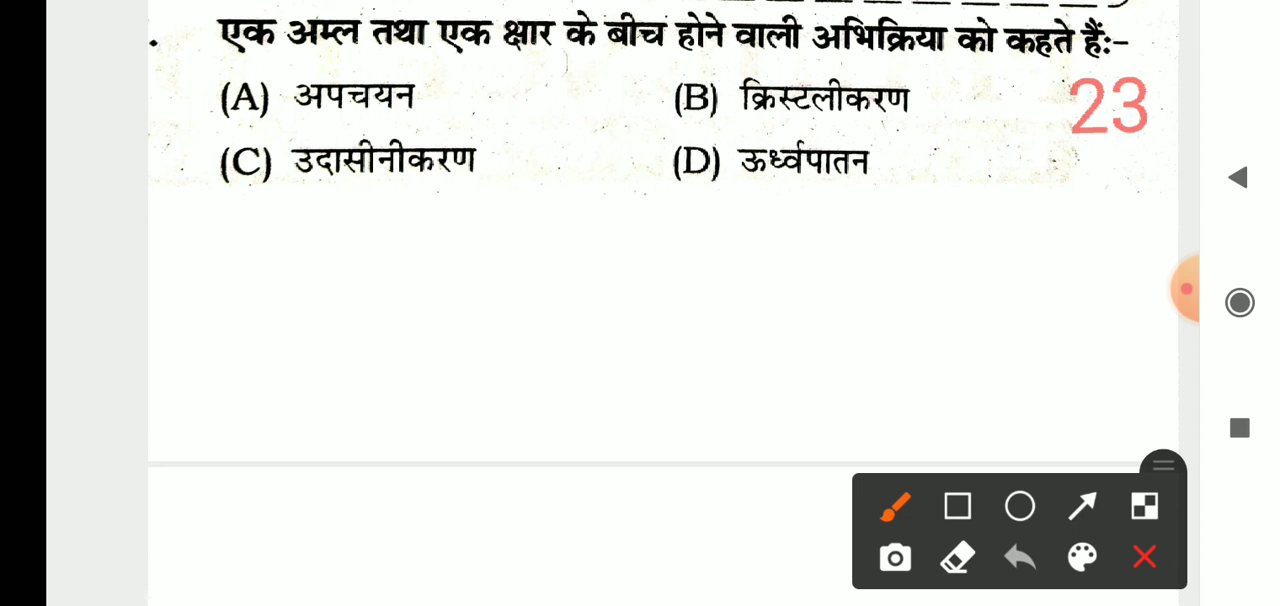 . एक अम्ल तथा एक क्षार के बीच होने वाली अभिक्रिया को कहते हैं:-
(A) अपचयन (B) क्रिस्टलीकरण 23
(C) उदासीनीकरण (D) ऊर्ध्वपातन